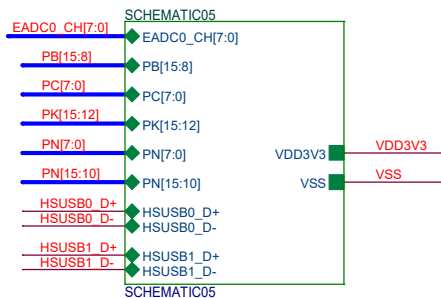 SCHEMATIC05
EADC0_CH[7:0]
EADC0_CH[7:0]
PB[15:8]
PB[15:8]
PC[7:0]
PC[7:0]
PK[15:12]
PK[15:12]
PN[7:0]
PN[7:0]
VDD3V3
VDD3V3
PN[15:10]
PN[15:10]
VSS
VSS
HSUSB0_D+
HSUSB0_D+
HSUSB0_D-
HSUSB0_D-
HSUSB1_D+
HSUSB1_D+
HSUSB1_D-
HSUSB1_D-
SCHEMATIC05